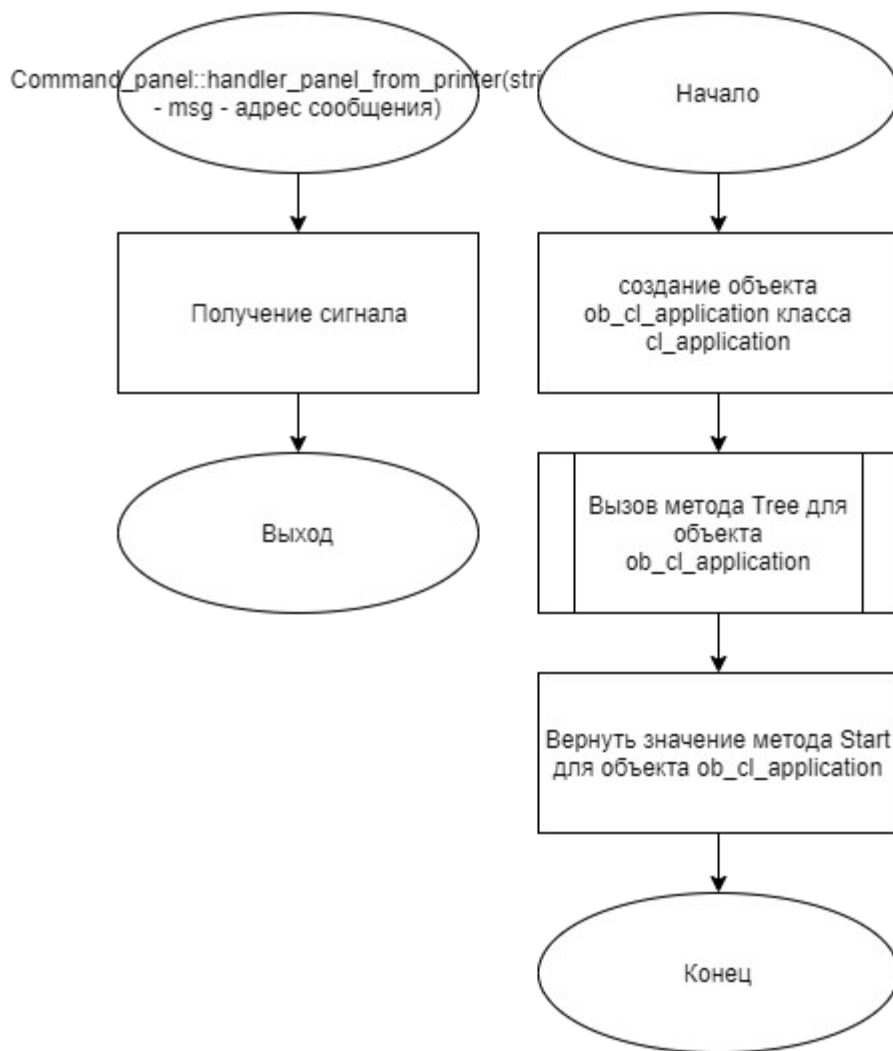 Command_panel::handler_panel_from_printer(stri
- msg - адрес сообщения)
Получение сигнала
Выход
Начало
создание объекта
ob_cl_application класса
cl_application
Вызов метода Tree для
объекта
ob_cl_application
Вернуть значение метода Start
для объекта ob_cl_application
Конец